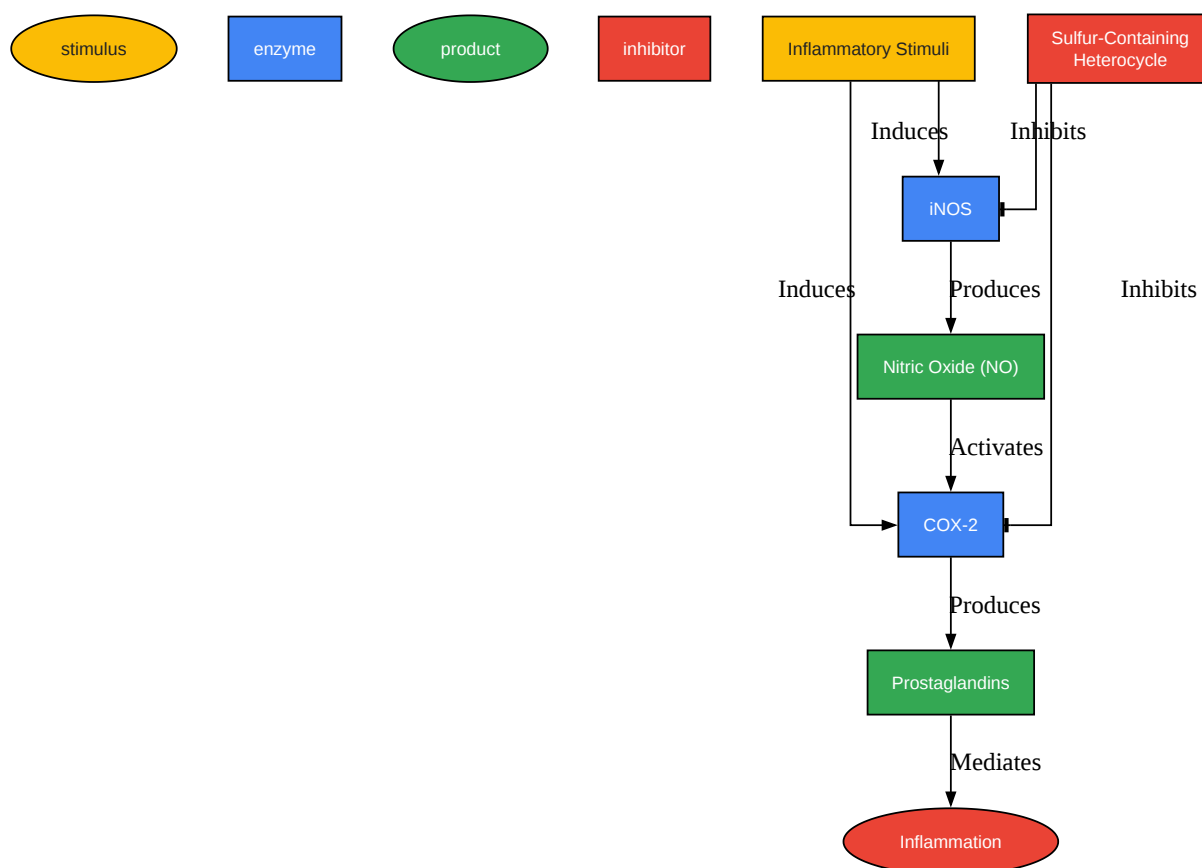 stimulus
enzyme
product
inhibitor
Inflammatory Stimuli
Sulfur-Containing
Heterocycle
Induces
Inhibits
iNOS
Induces
Produces
Inhibits
Nitric Oxide (NO)
Activates
COX-2
Produces
Prostaglandins
Mediates
Inflammation